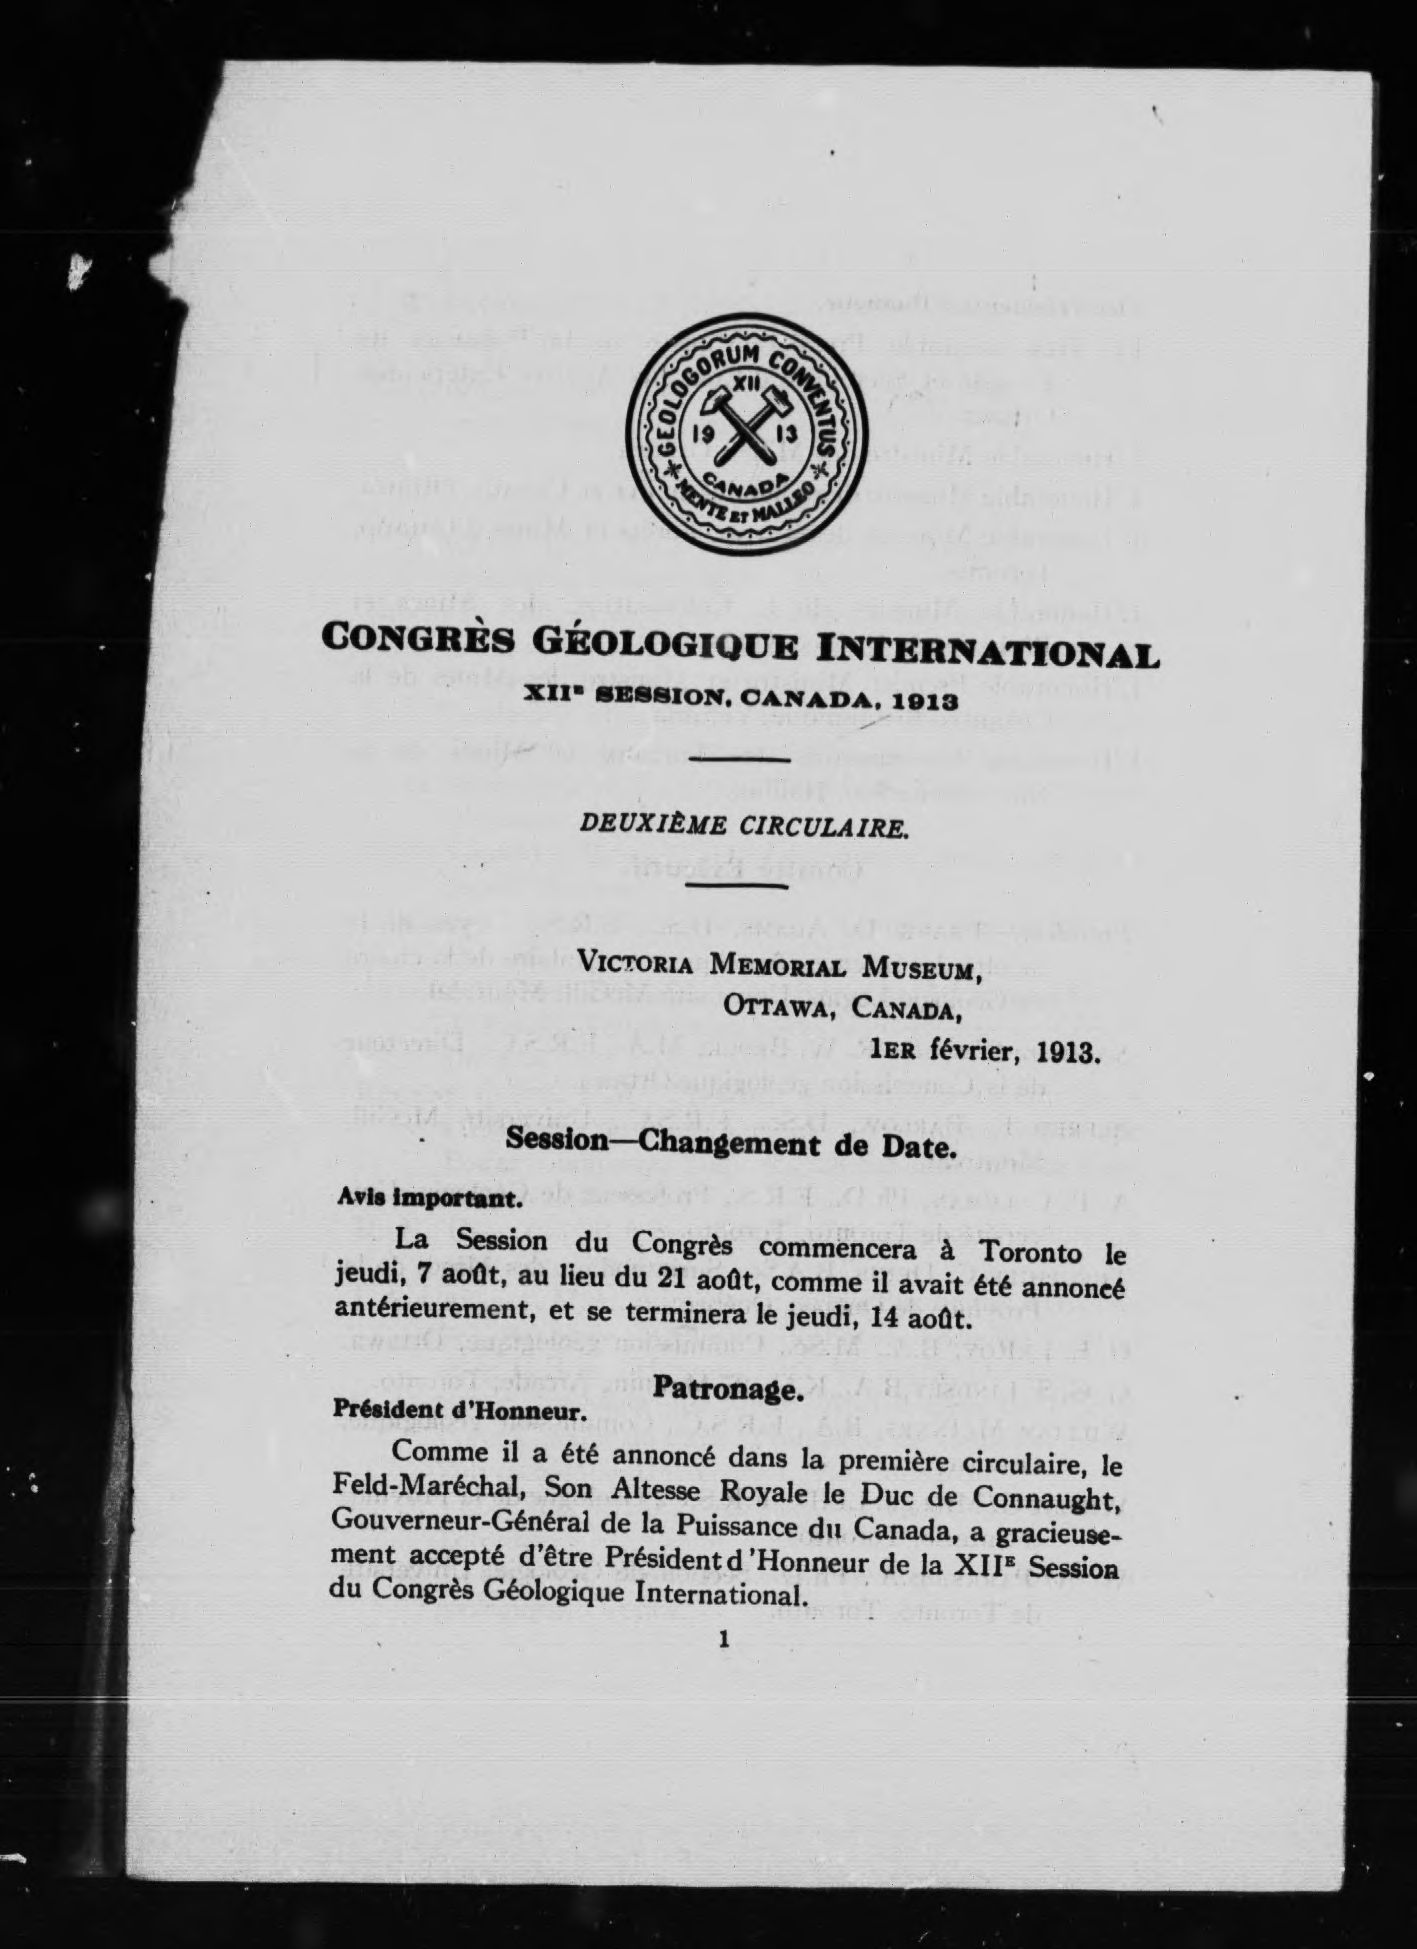 GEOLOGORUM CONVENTUS
XII
19 13
CANADA
MENTE ET MALLEO
CONGRÈS GÉOLOGIQUE INTERNATIONAL
XIIE SESSION, CANADA, 1913
DEUXIÈME CIRCULAIRE.
VICTORIA MEMORIAL MUSEUM,
OTTAWA, CANADA,
1ER février, 1913.
Session—Changement de Date.
Avis Important.
La Session du Congrès commencera à Toronto le
jeudi, 7 août, au lieu du 21 août, comme il avait été annoncé
antérieurement, et se terminera le jeudi, 14 août.
Patronage.
Président d'Honneur.
Comme il a été annoncé dans la première circulaire, le
Feld-Maréchal, Son Altesse Royale le Duc de Connaught,
Gouverneur-Général de la Puissance du Canada, a gracieuse-
ment accepté d'être Président d'Honneur de la XIIE Session
du Congrès Géologique International.
1